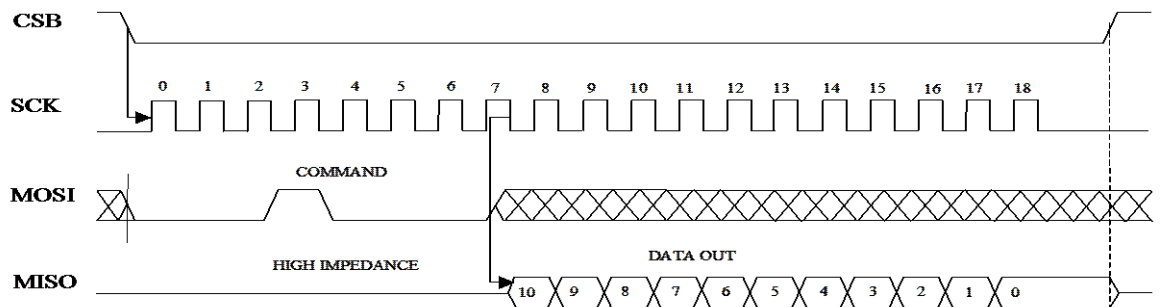 CSB
0 1 2 3 4 5 6 7 8 9 10 11 12 13 14 15 16 17 18
SCK
COMMAND
MOSI
HIGH IMPEDANCE DATA OUT
MISO
10 9 8 7 6 5 4 3 2 1 0